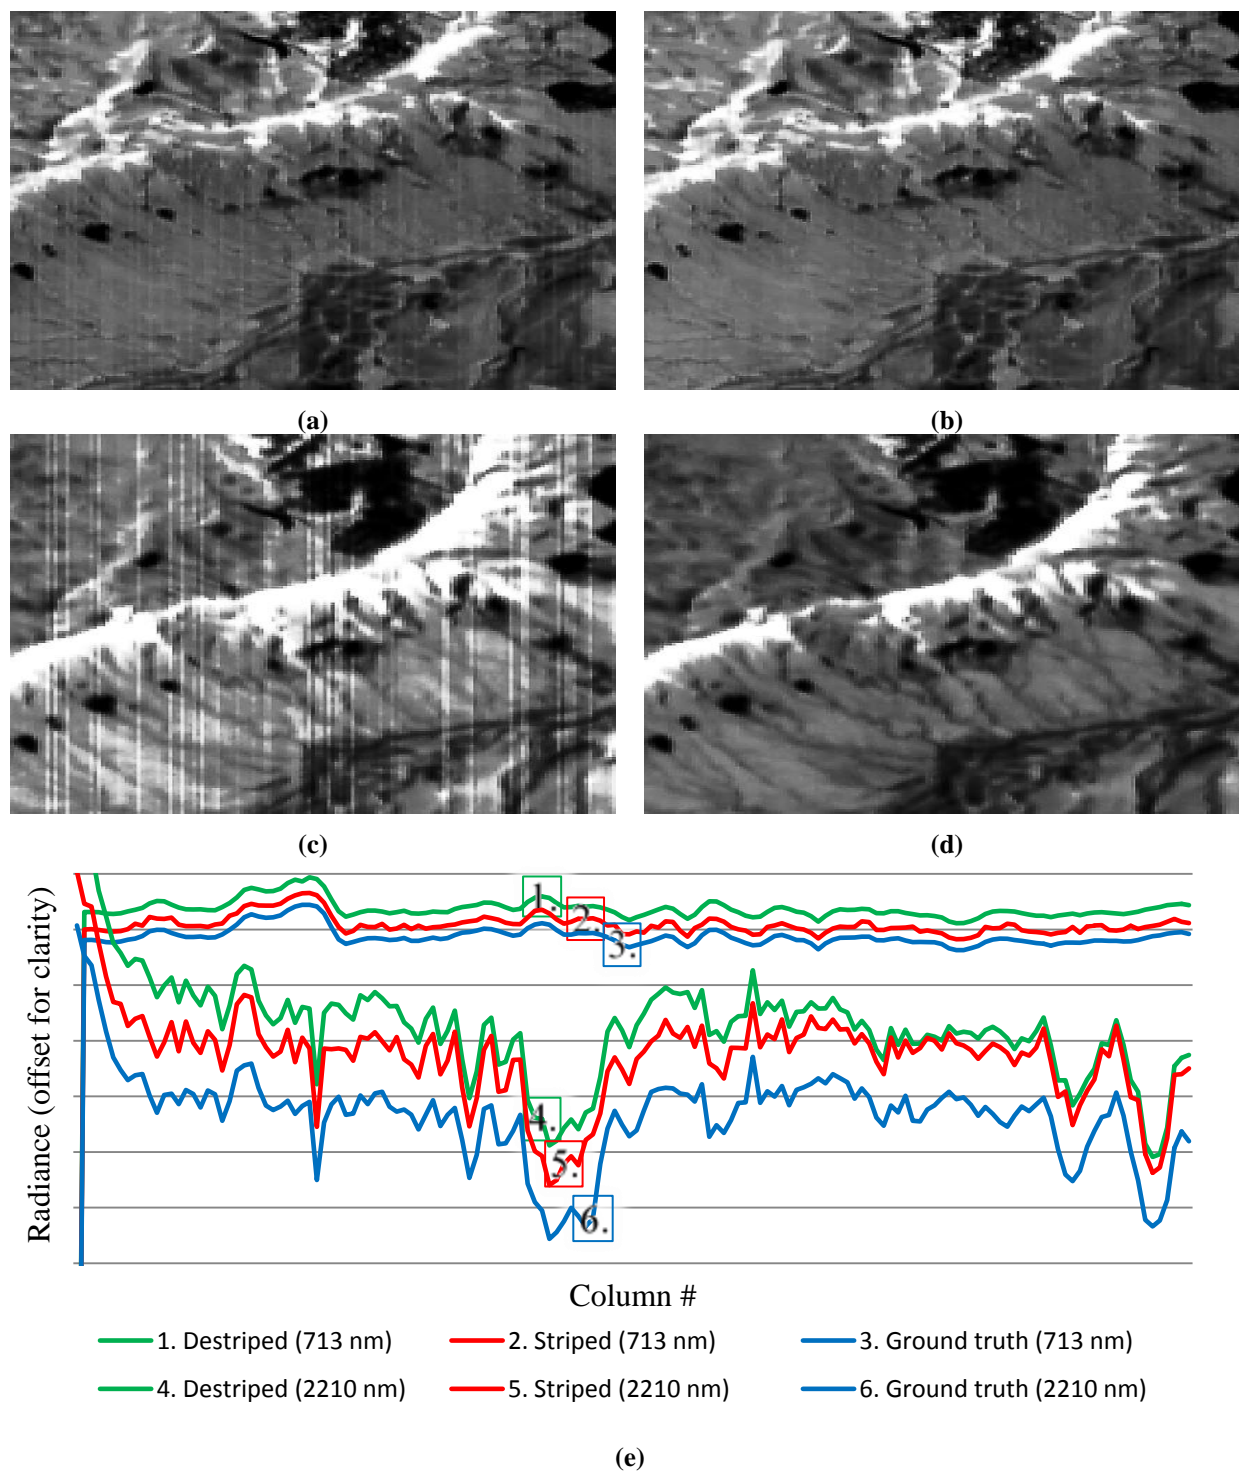 (a)
(b)
(c)
(d)
Radiance (offset for clarity)
1.
2.
3.
4.
5.
6.
Column #
1. Destriped (713 nm)
2. Striped (713 nm)
3. Ground truth (713 nm)
4. Destriped (2210 nm)
5. Striped (2210 nm)
6. Ground truth (2210 nm)
(e)